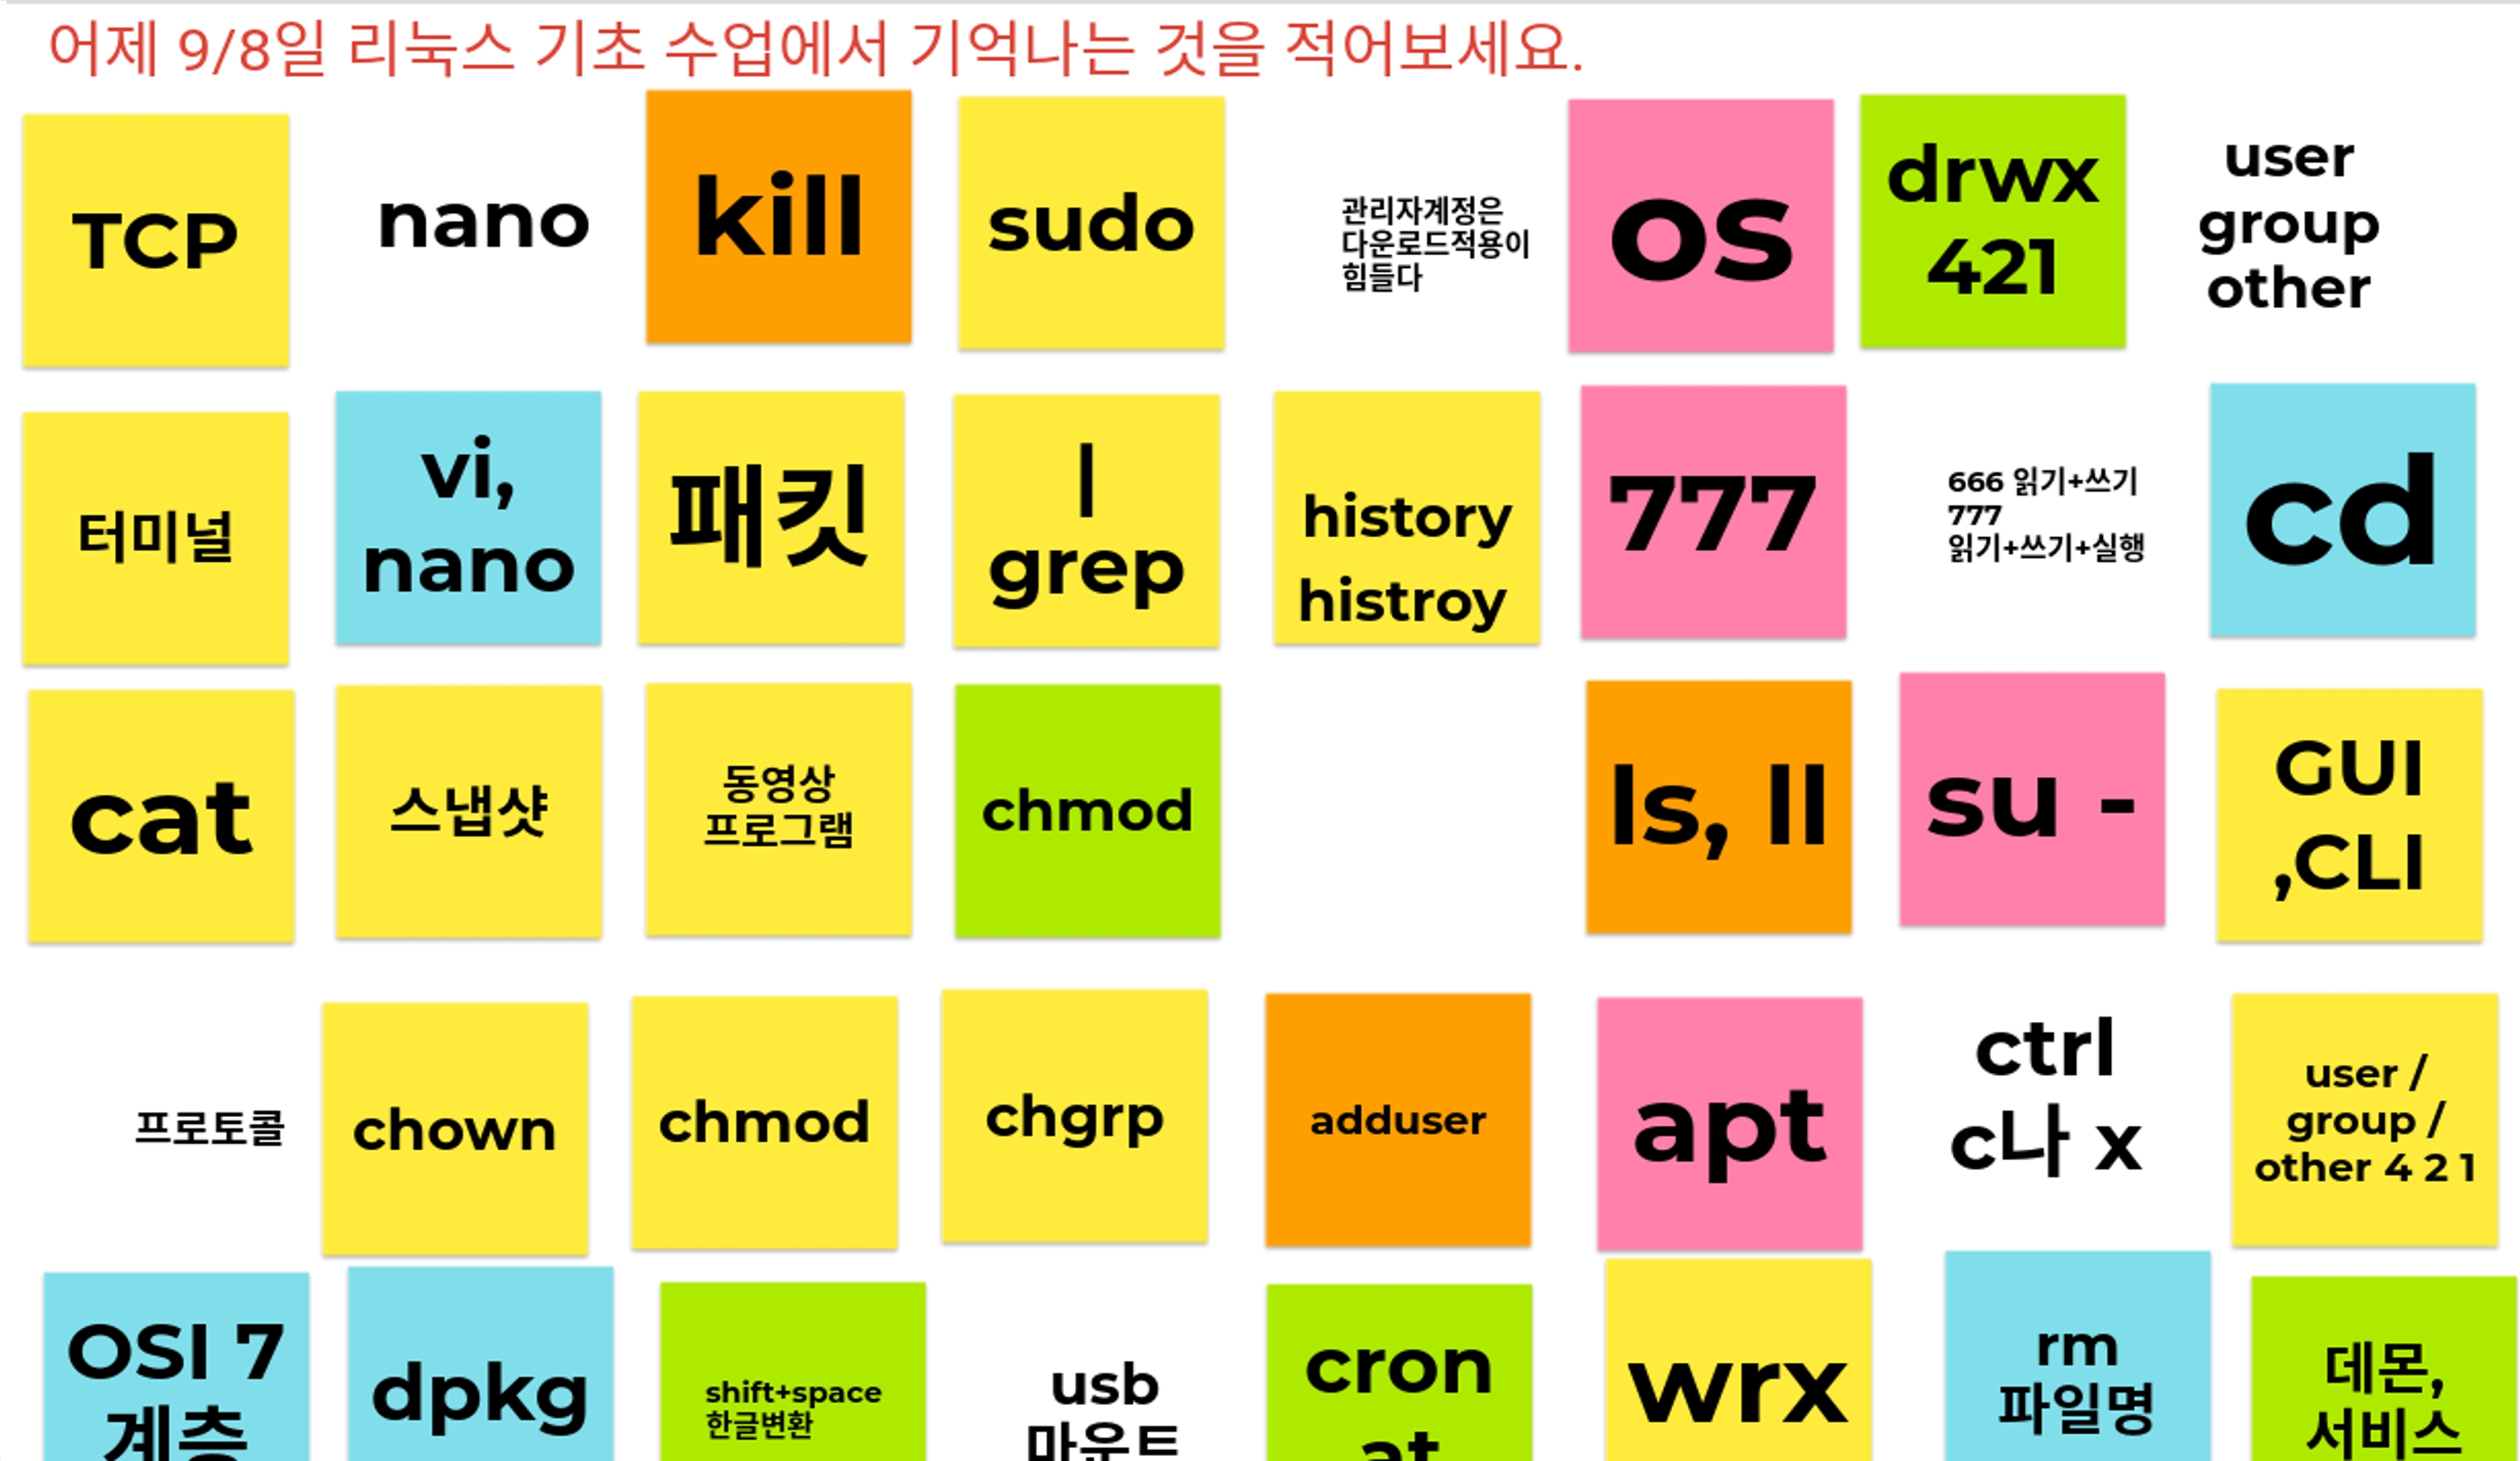 어제 9/8일 리눅스 기초 수업에서 기억나는 것을 적어보세요.
TCP
nano
kill
sudo
관리자계정은
다운로드적용이
힘들다
os
drwx
421
user
group
other
터미널
vi,
nano
패킷
|
grep
history
histroy
777
666 읽기+쓰기
777
읽기+쓰기+실행
cd
cat
스냅샷
동영상
프로그램
chmod
ls, ll
su -
GUI
,CLI
프로토콜
chown
chmod
chgrp
adduser
apt
ctrl
c나 x
user /
group /
other 4 2 1
OSI 7
계층
dpkg
shift+space
한글변환
usb
마운트
cron
at
wrx
rm
파일명
데몬,
서비스